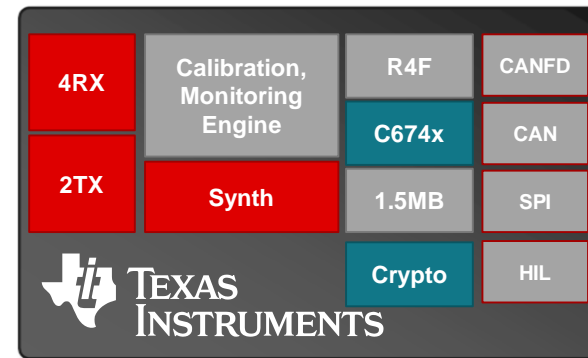 4RX
2TX
Calibration,
Monitoring
Engine
Synth
R4F
C674x
1.5MB
Crypto
CANFD
CAN
SPI
HIL
TEXAS
INSTRUMENTS